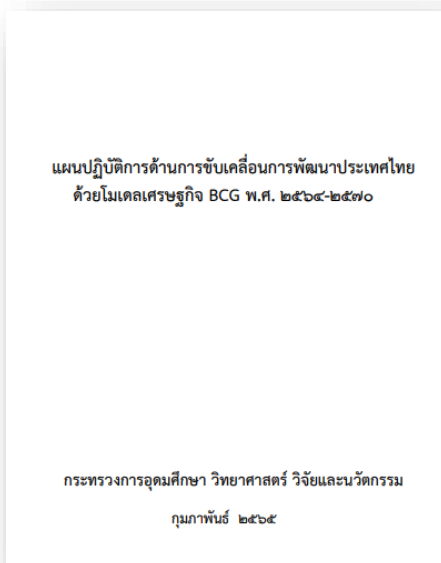 แผนปฏิบัติการด้านการขับเคลื่อนการพัฒนาประเทศไทย
ด้วยโมเดลเศรษฐกิจ BCG พ.ศ. ๒๕๖๔-๒๕๗๐
กระทรวงการอุดมศึกษา วิทยาศาสตร์ วิจัยและนวัตกรรม
กุมภาพันธ์ ๒๕๖๕